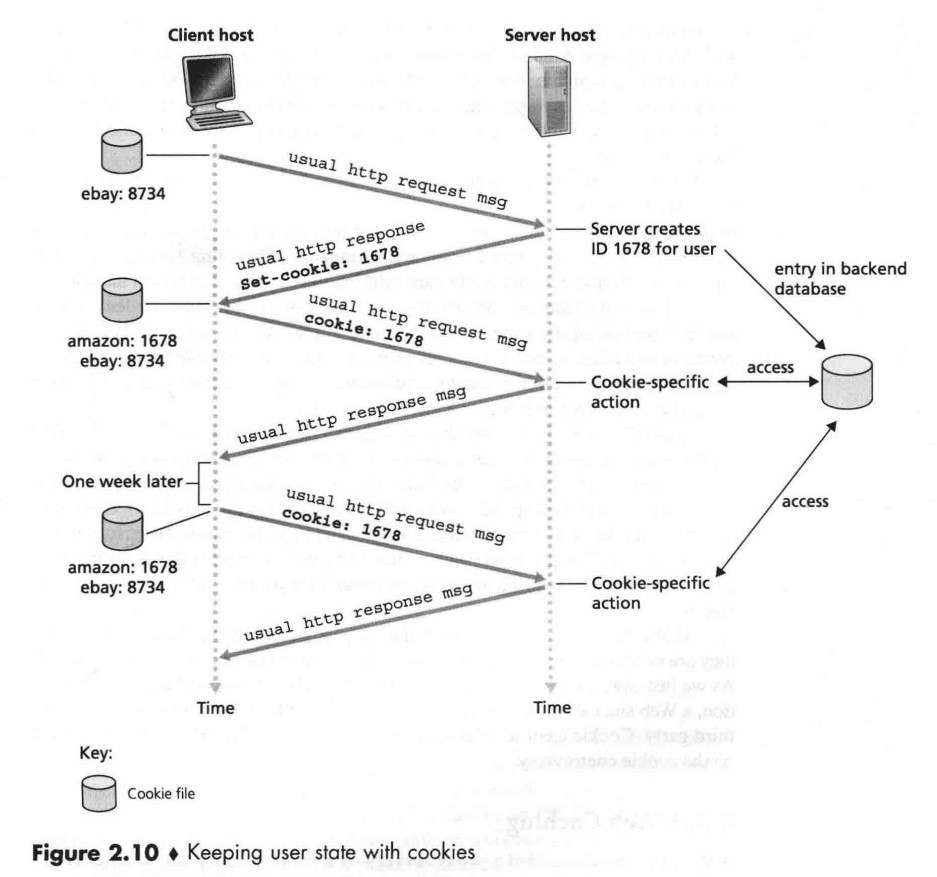 Client host
Server host
ebay: 8734
usual http request msg
Server creates
ID 1678 for user
entry in backend
database
usual http response
Set-cookie: 1678
amazon: 1678
ebay: 8734
usual http request msg
cookie: 1678
Cookie-specific
action
access
usual http response msg
One week later
usual http request msg
cookie: 1678
access
amazon: 1678
ebay: 8734
Cookie-specific
action
usual http response msg
Time
Time
Key:
Cookie file
Figure 2.10 ♦ Keeping user state with cookies